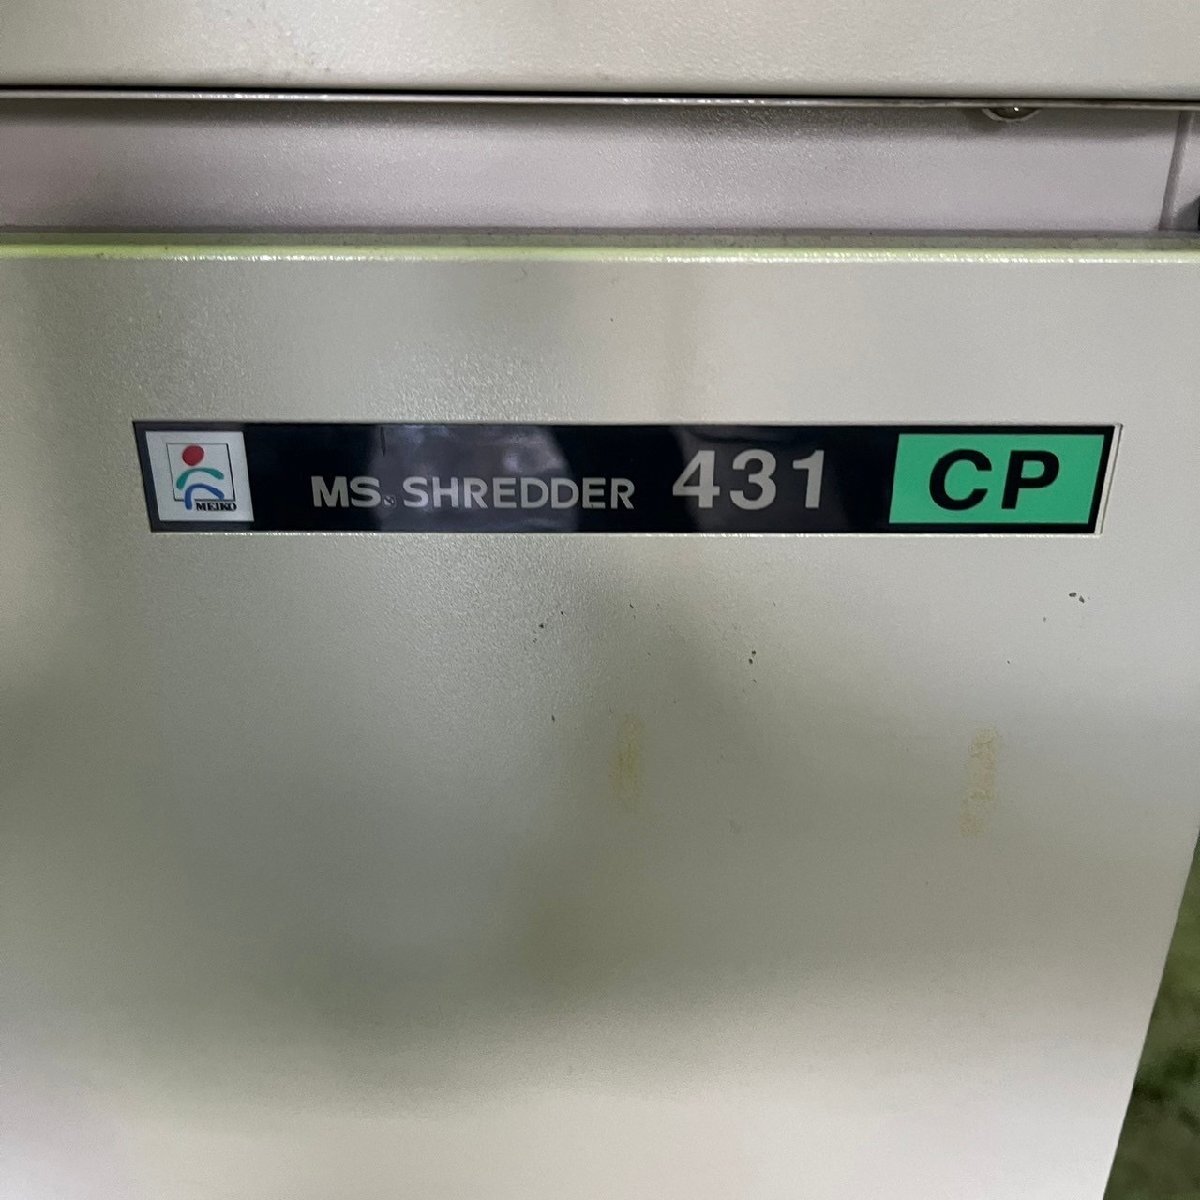 MEIKO MS. SHREDDER 431 CP